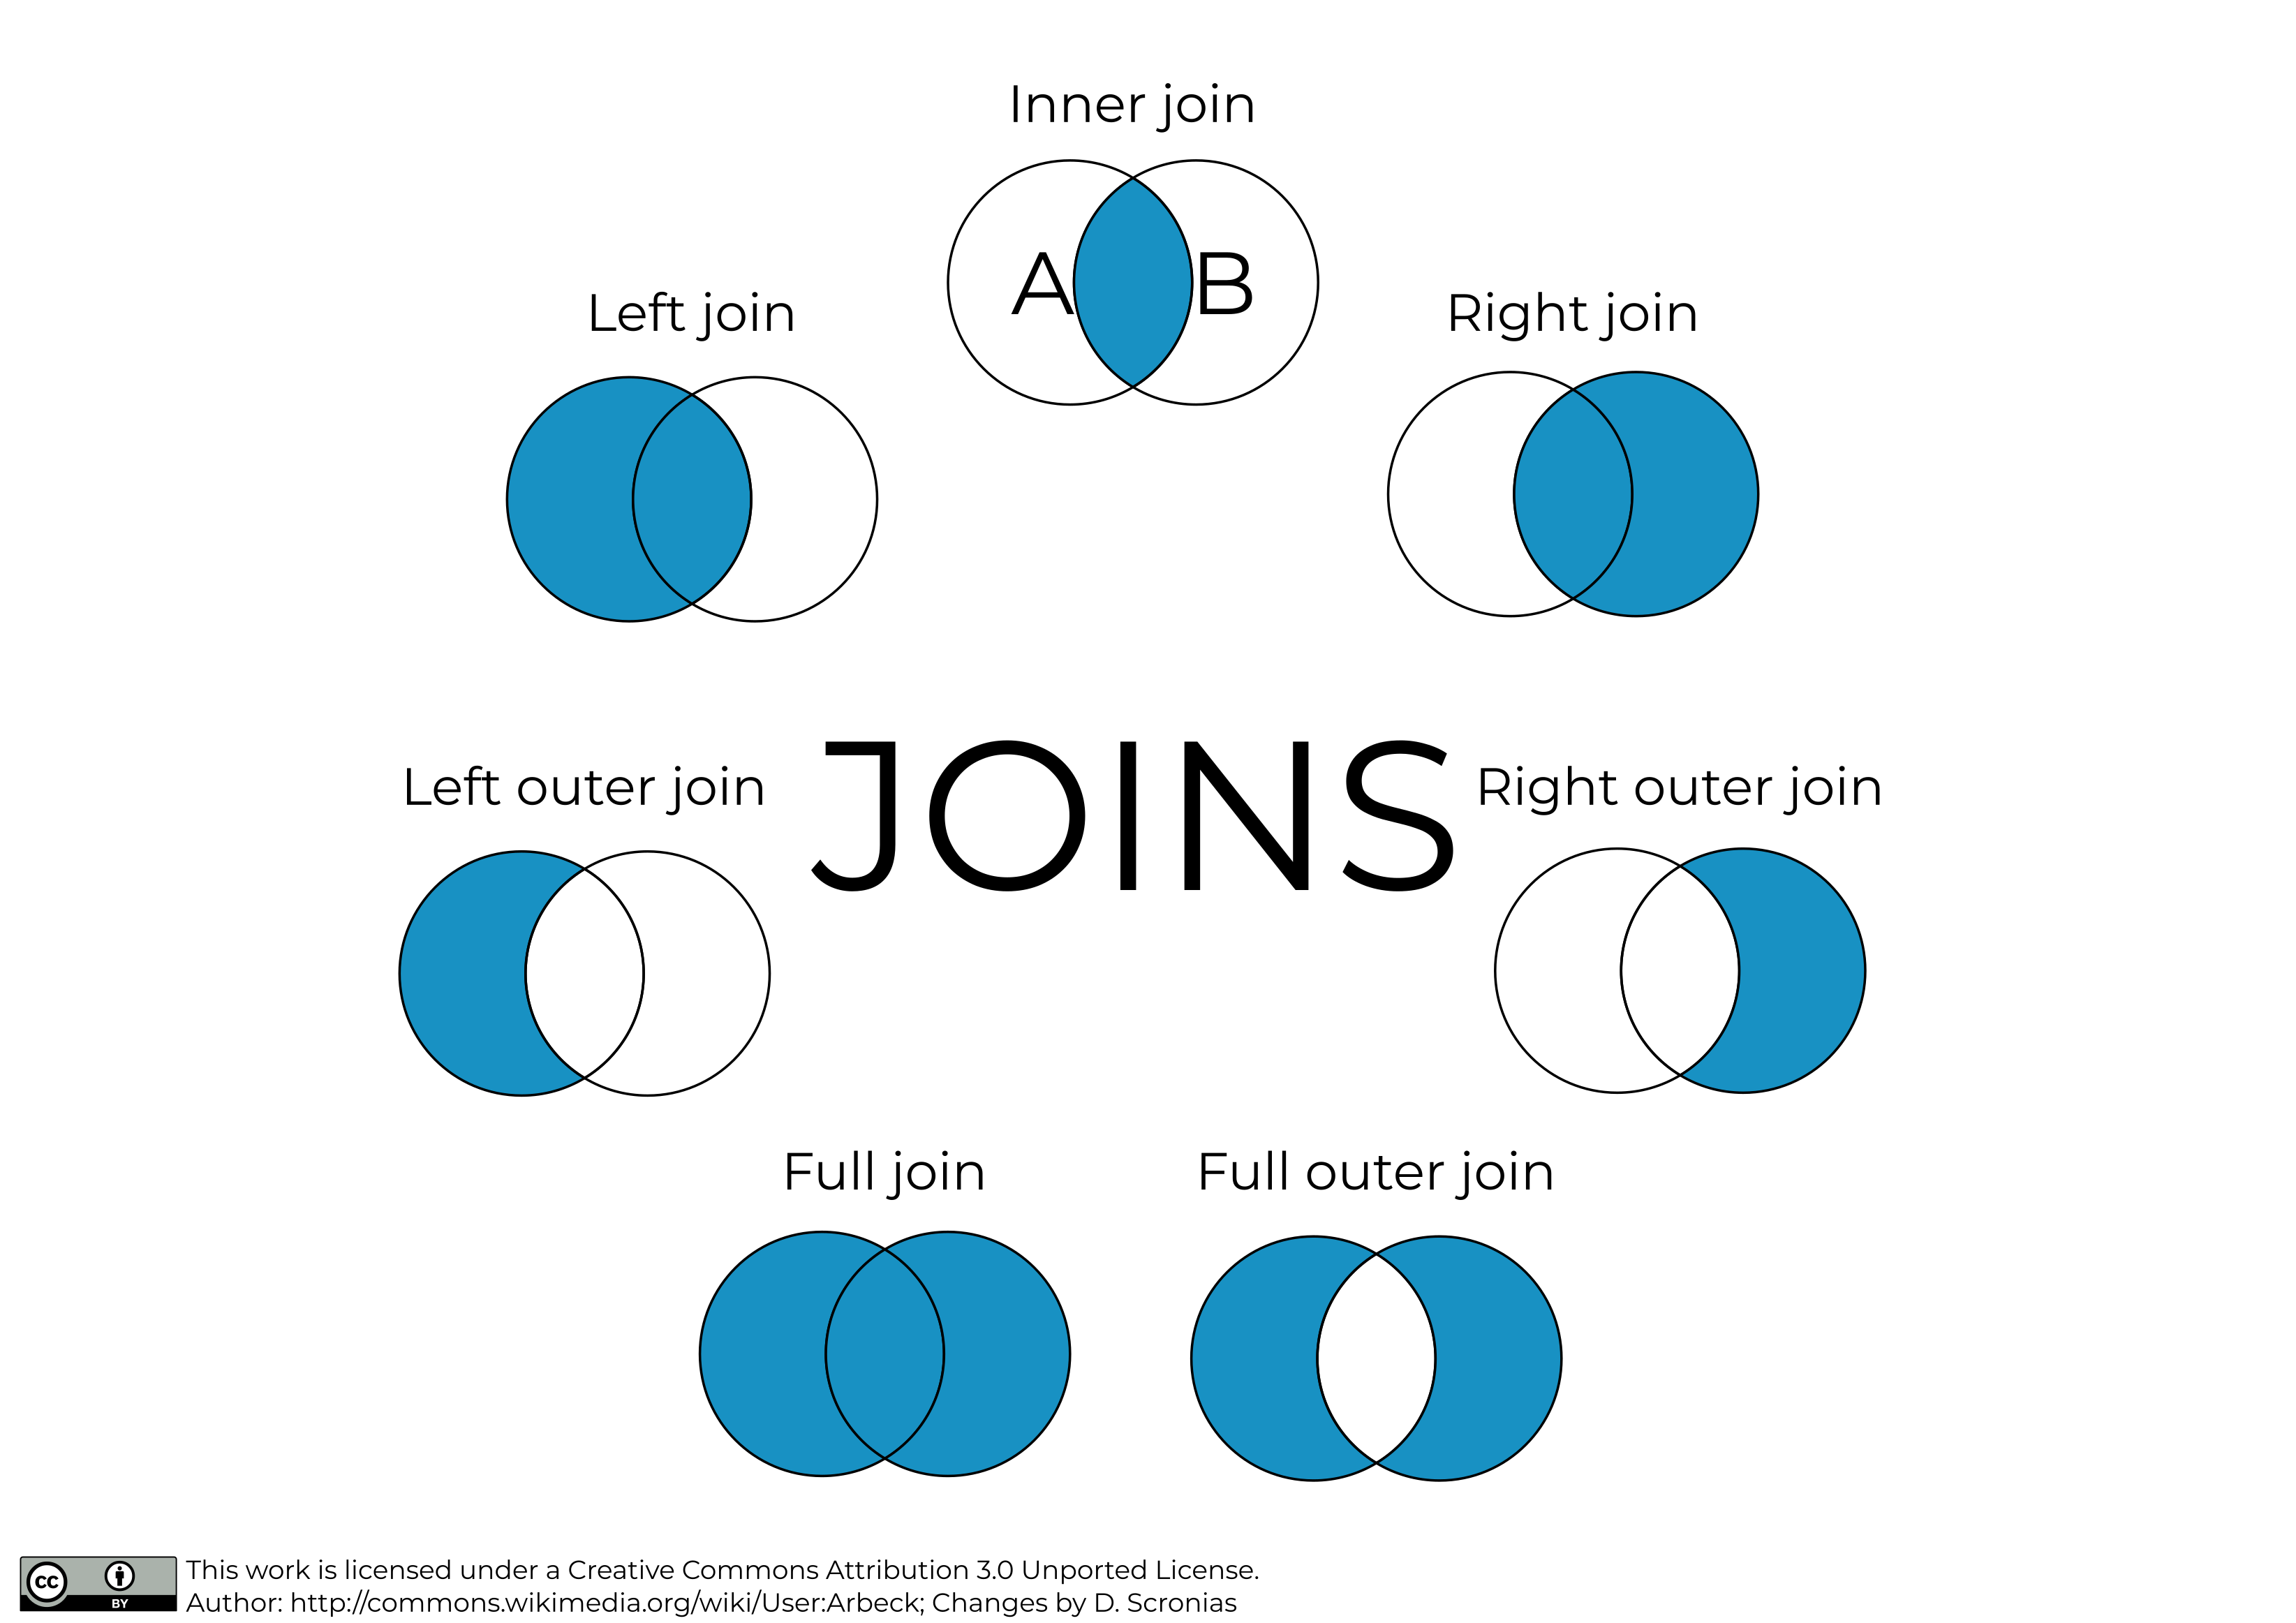 Inner join
A B
Left join
Right join
JOINS
Left outer join
Right outer join
Full join
Full outer join
cc
BY
This work is licensed under a Creative Commons Attribution 3.0 Unported License.
Author: http://commons.wikimedia.org/wiki/User:Arbeck; Changes by D. Scronias